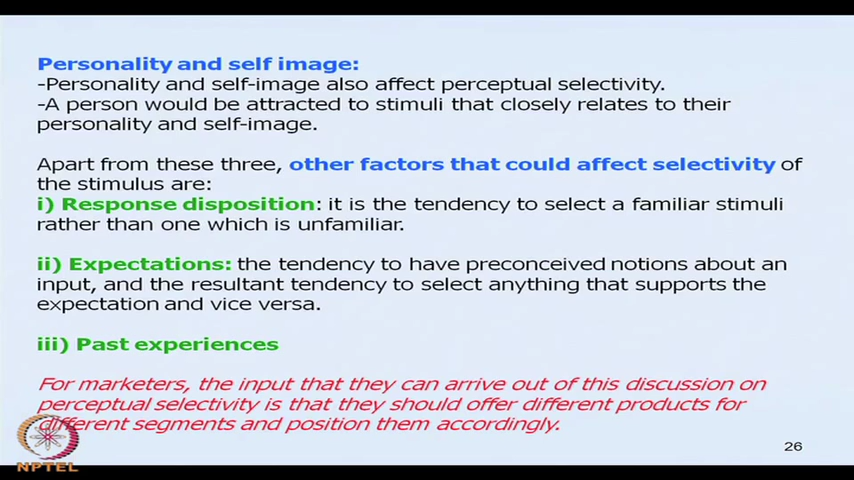 Personality and self image:
-Personality and self-image also affect perceptual selectivity.
-A person would be attracted to stimuli that closely relates to their
personality and self-image.
Apart from these three, other factors that could affect selectivity of
the stimulus are:
i) Response disposition: it is the tendency to select a familiar stimuli
rather than one which is unfamiliar.
ii) Expectations: the tendency to have preconceived notions about an
input, and the resultant tendency to select anything that supports the
expectation and vice versa.
iii) Past experiences
For marketers, the input that they can arrive out of this discussion on
perceptual selectivity is that they should offer different products for
different segments and position them accordingly.
26
NPTEL